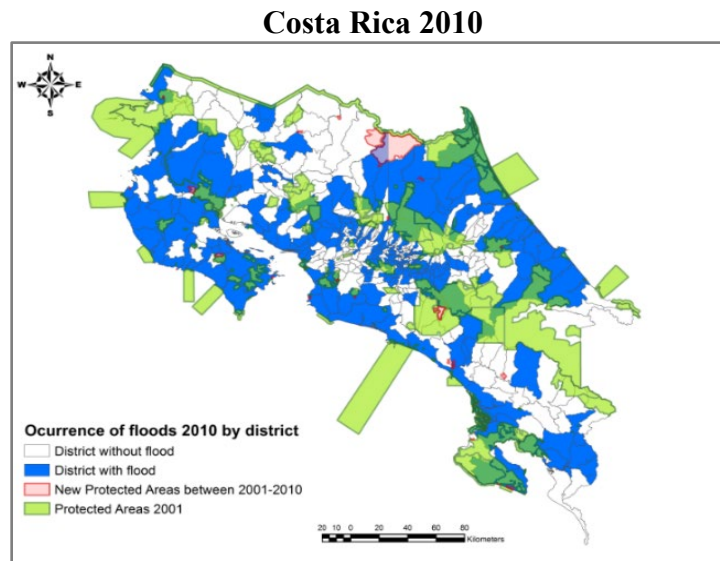 Costa Rica 2010
N
W E
S
Ocurrence of floods 2010 by district
District without flood
District with flood
New Protected Areas between 2001-2010
Protected Areas 2001
20 10 0 20 40 60 80
Kilometers